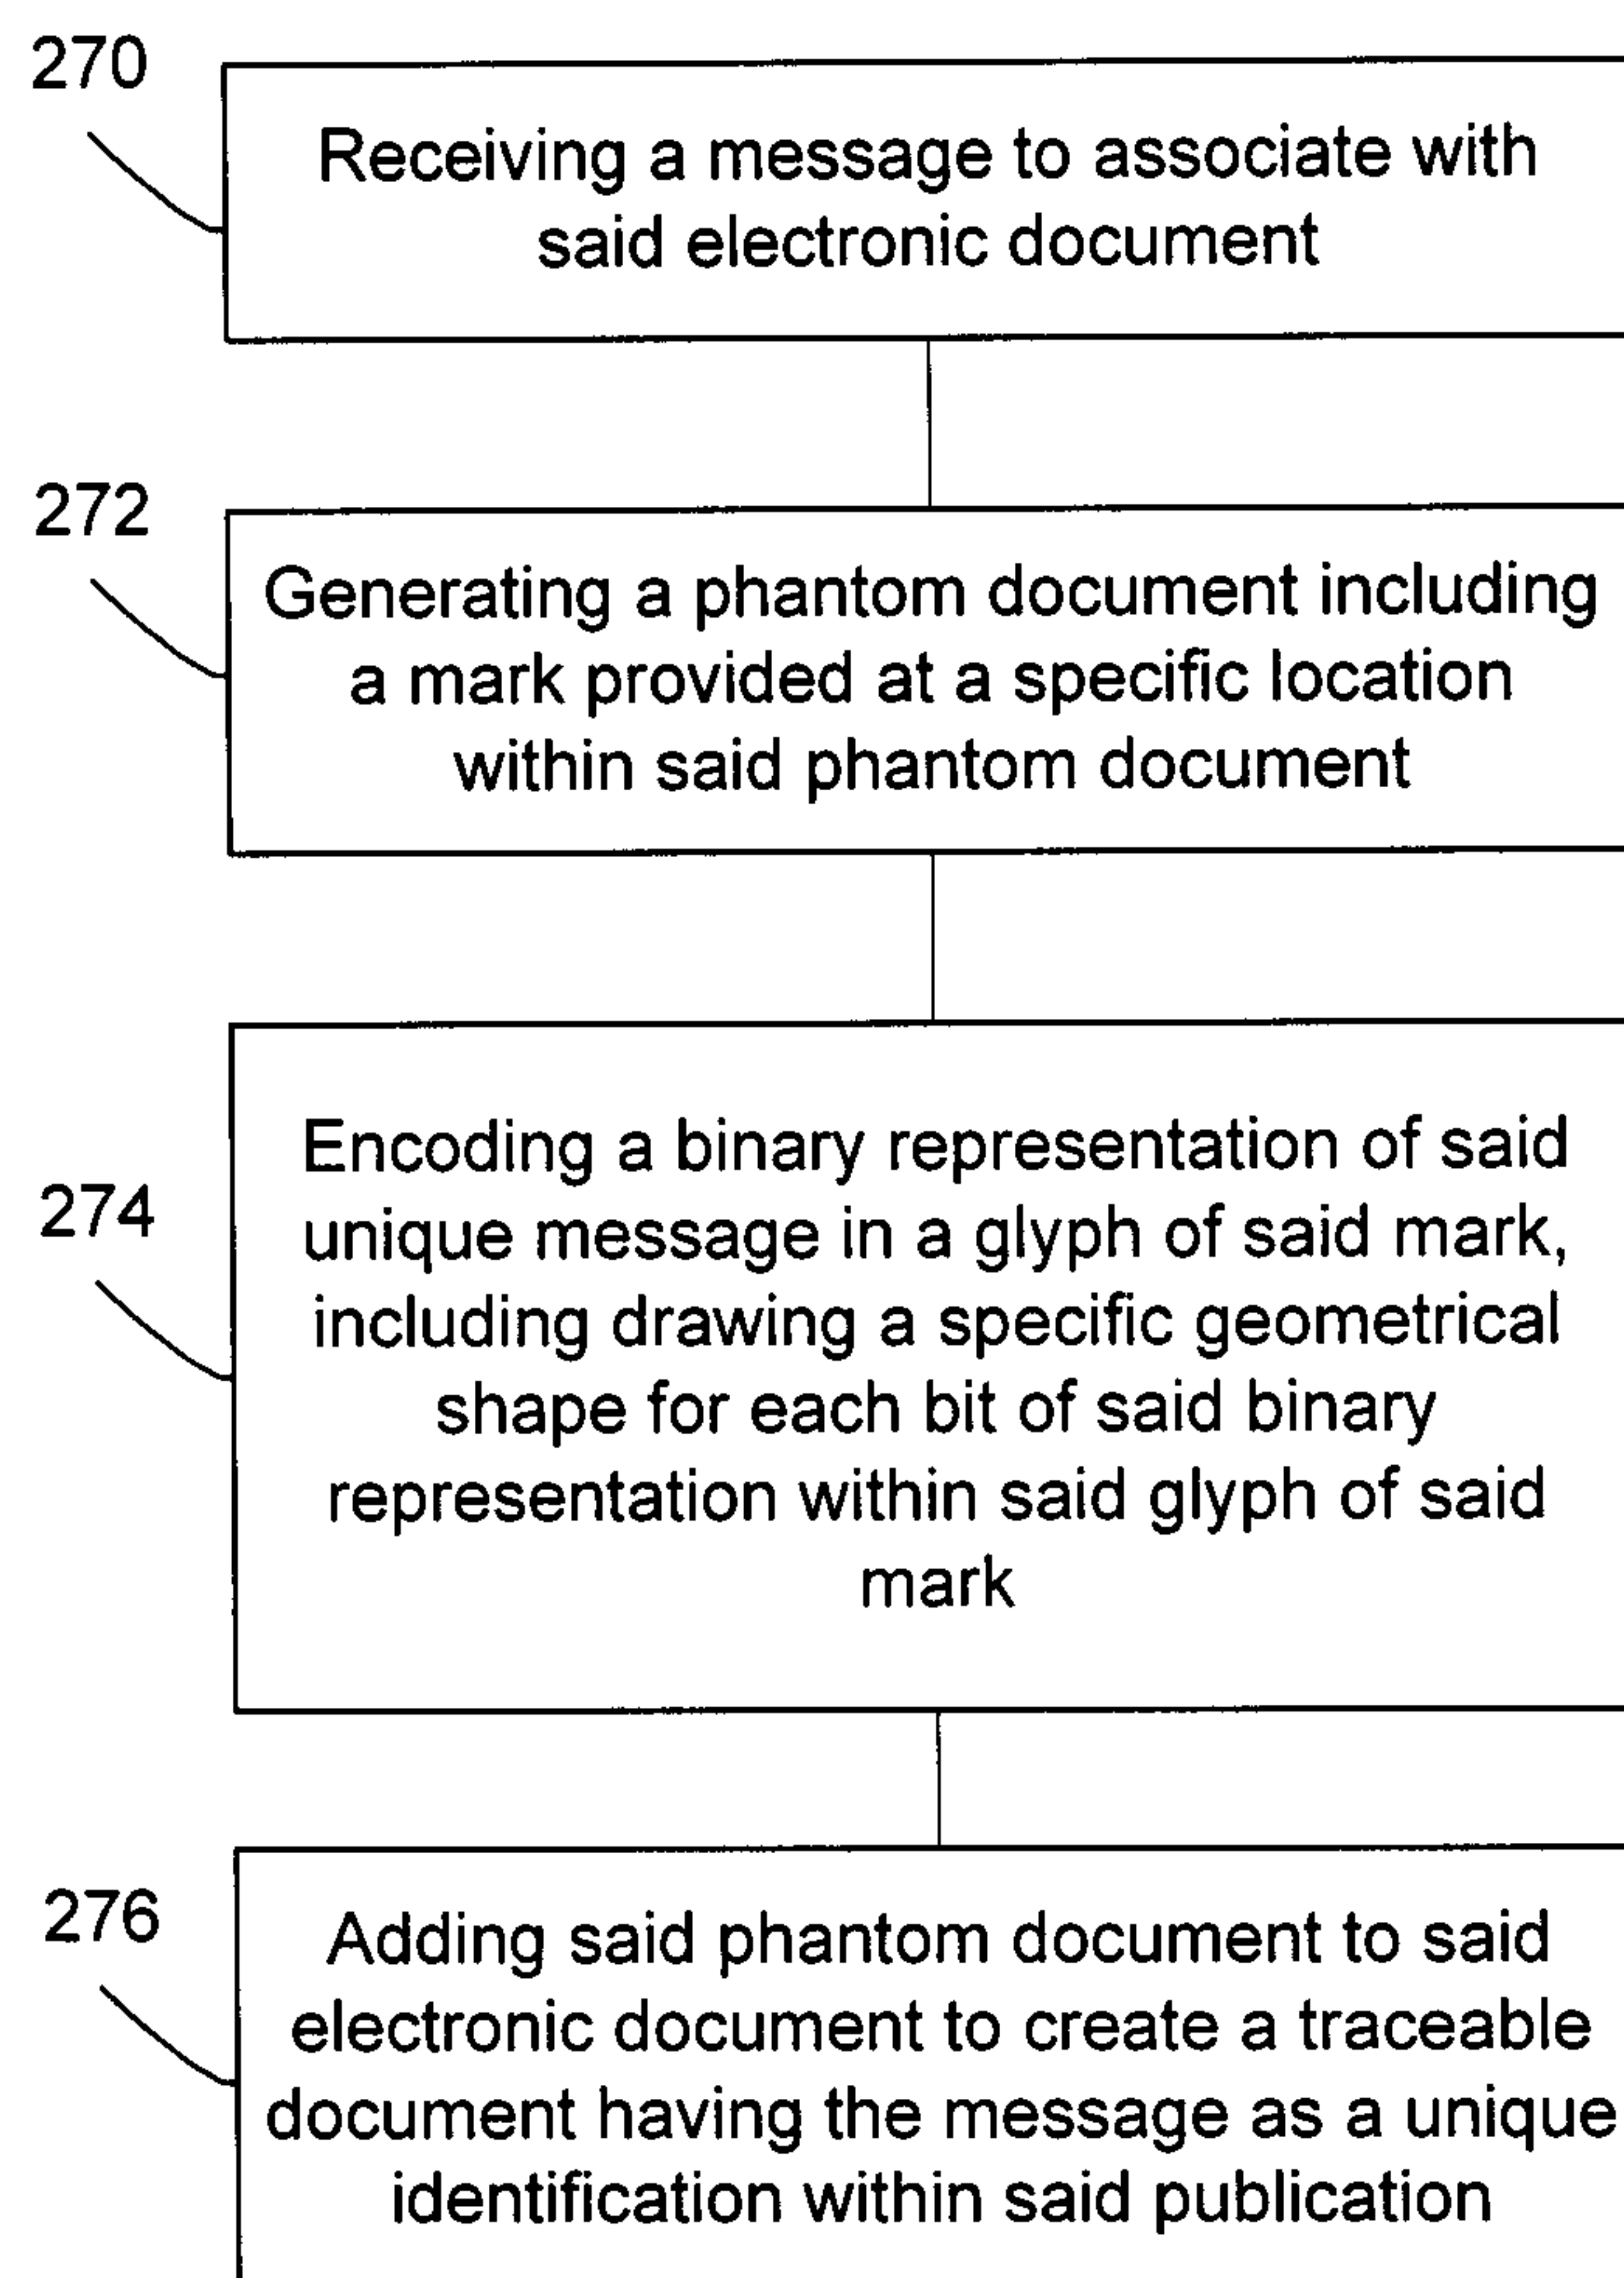 270
Receiving a message to associate with
said electronic document
272
Generating a phantom document including
a mark provided at a specific location
within said phantom document
274
Encoding a binary representation of said
unique message in a glyph of said mark,
including drawing a specific geometrical
shape for each bit of said binary
representation within said glyph of said
mark
276
Adding said phantom document to said
electronic document to create a traceable
document having the message as a unique
identification within said publication